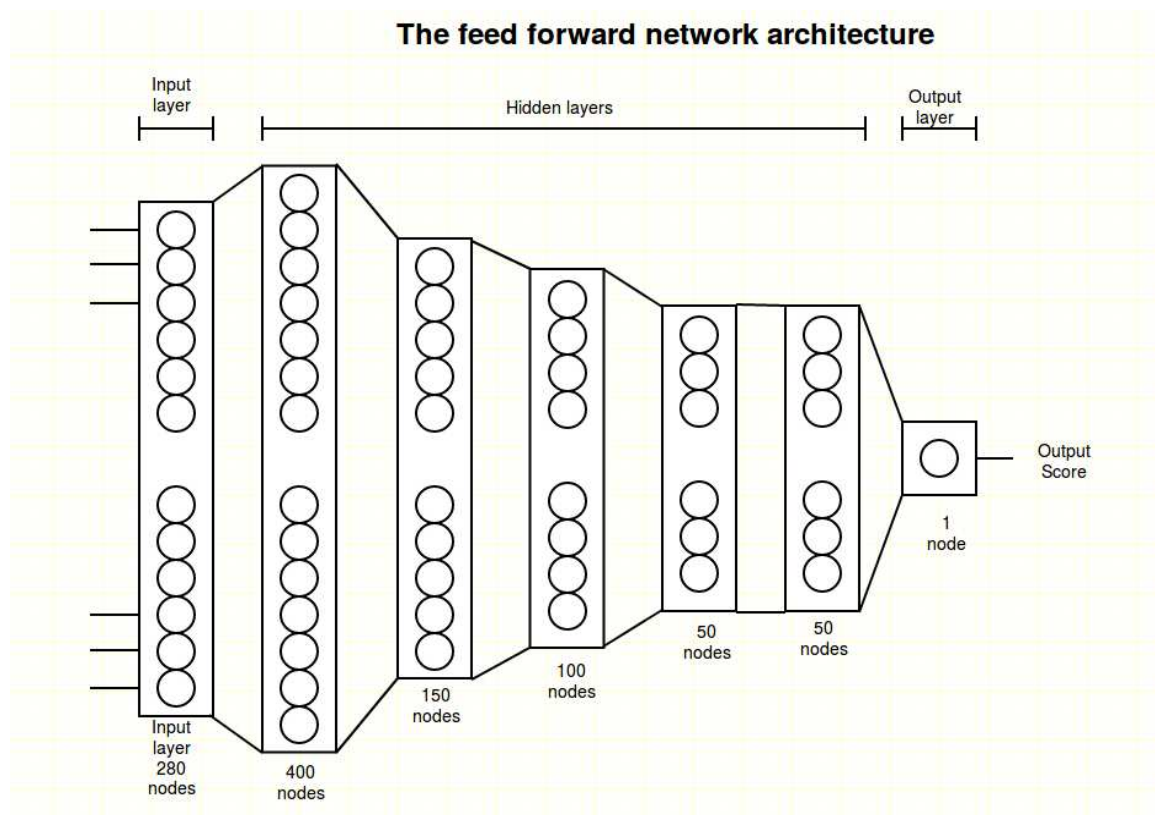 The feed forward network architecture
Input
layer
Hidden layers
Output
layer
Output
Score
1
node
50
nodes
50
nodes
100
nodes
150
nodes
Input
layer
280
nodes
400
nodes